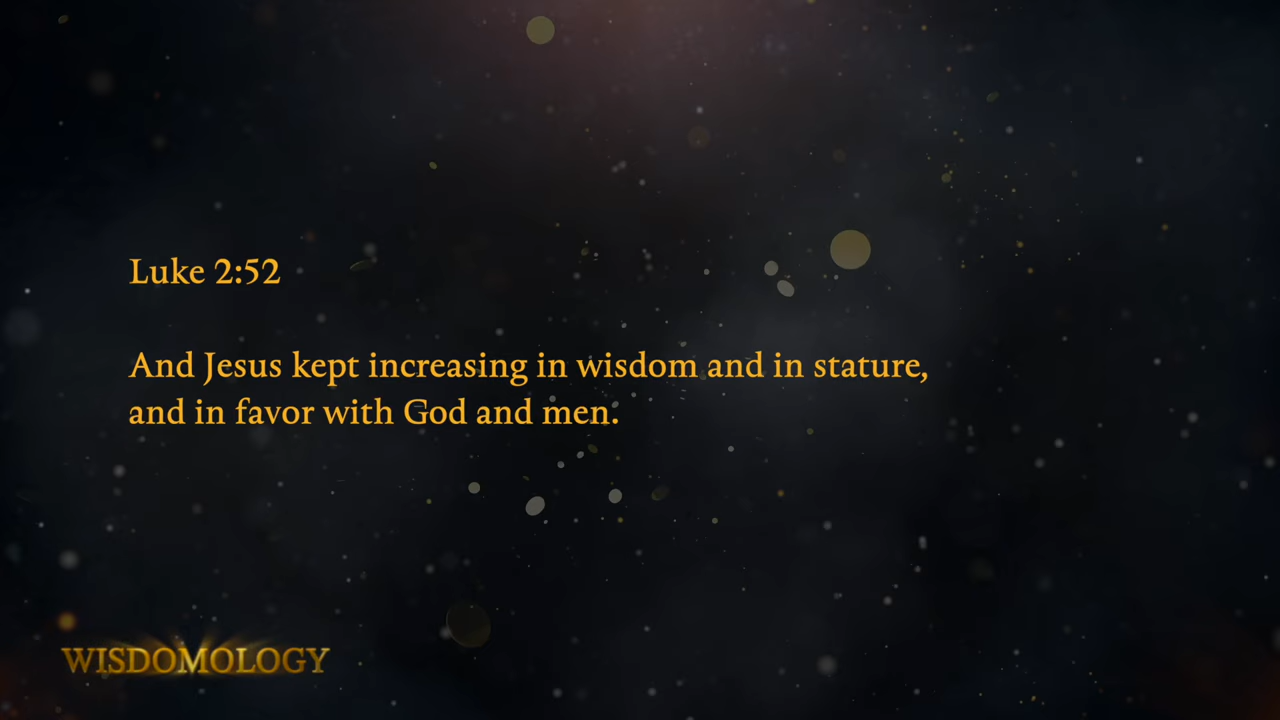 Luke 2:52
And Jesus kept increasing in wisdom and in stature,
and in favor with God and men.
WISDOMOLOGY